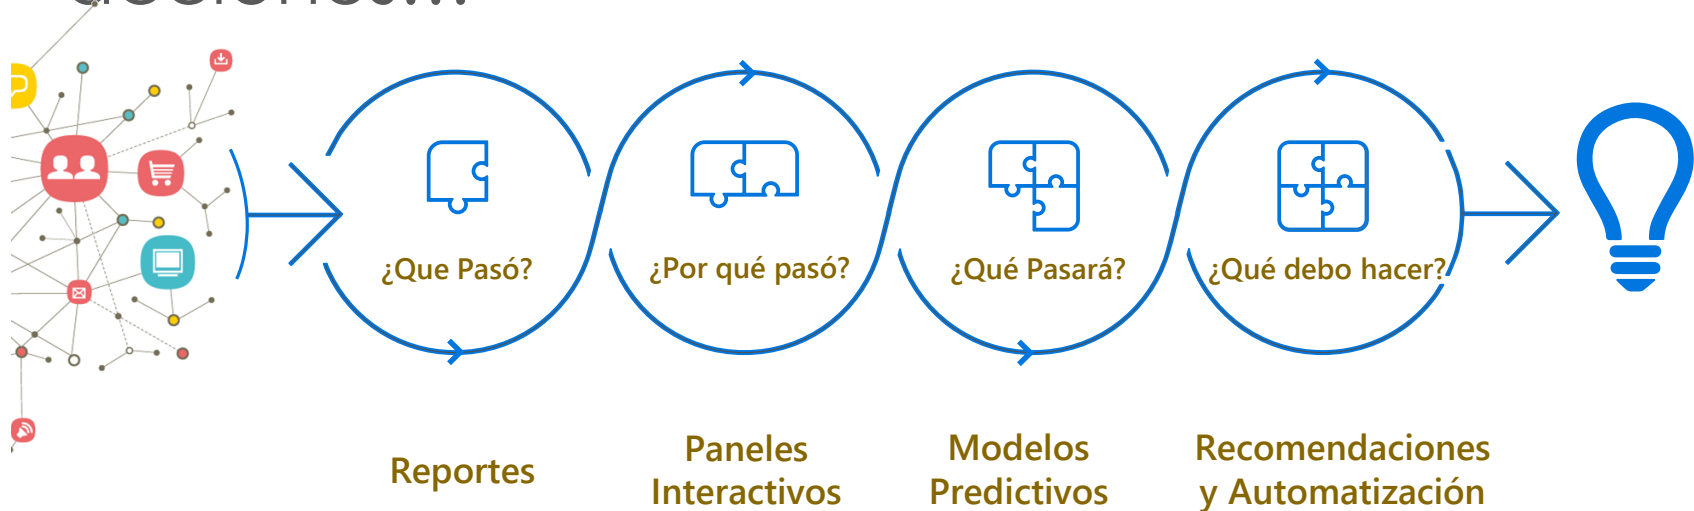 ¿Que Pasó?
¿Por qué pasó?
¿Qué Pasará?
¿Qué debo hacer?
Reportes
Paneles
Interactivos
Modelos
Predictivos
Recomendaciones
y Automatización